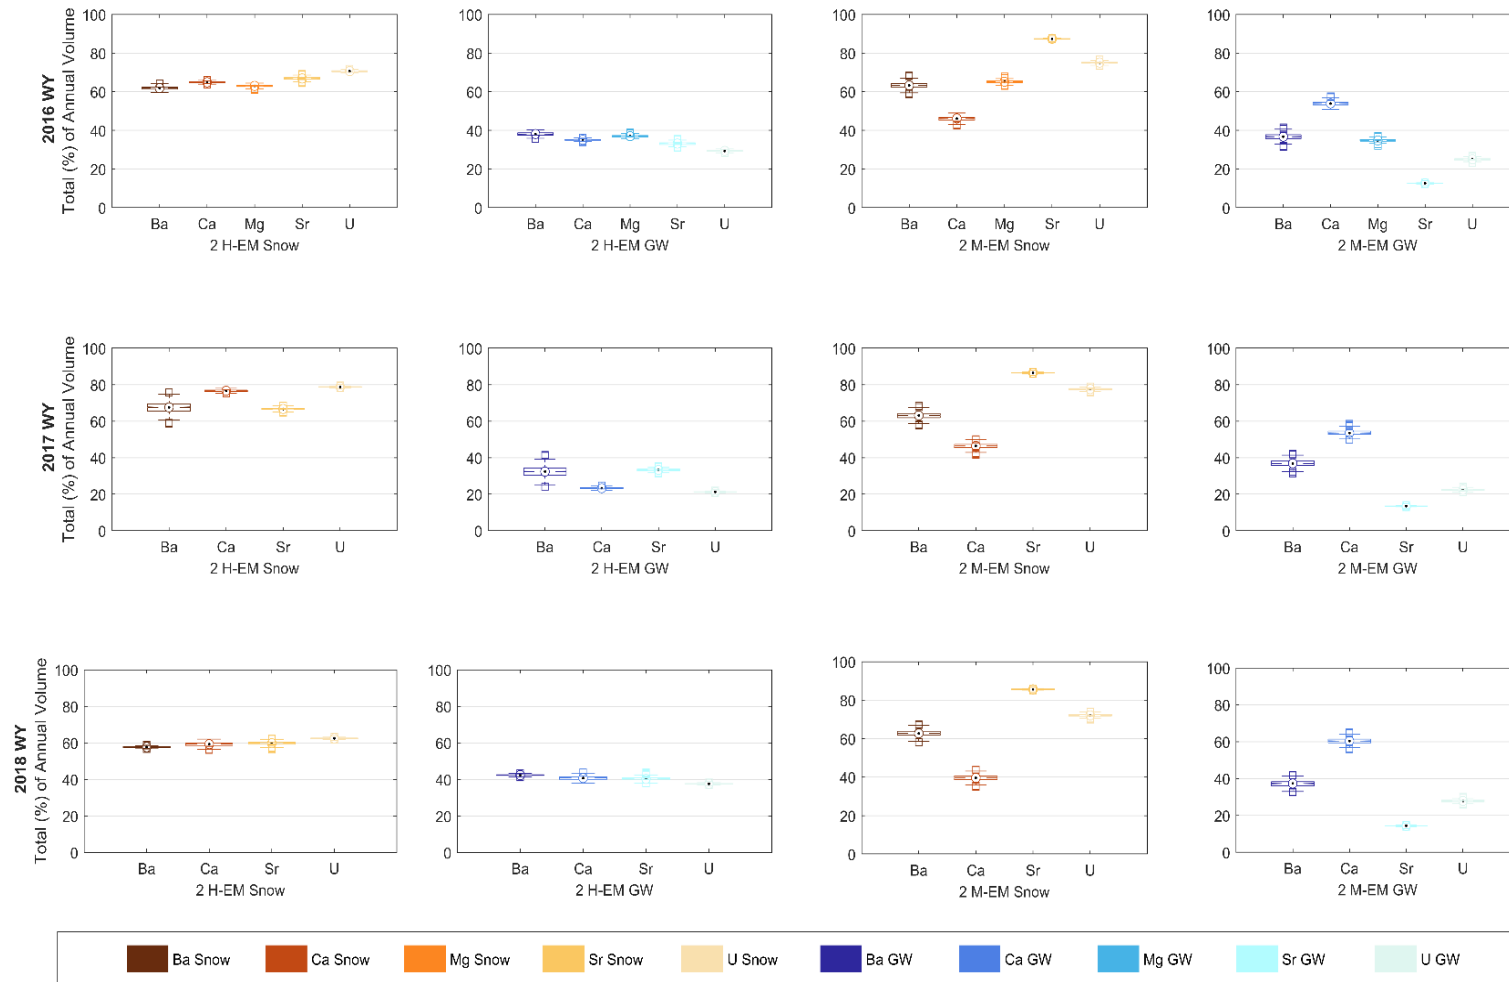 2016 WY
Total (%) of Annual Volume
100
80
60
40
20
0
Ba Ca Mg Sr U
2 H-EM Snow
100
80
60
40
20
0
Ba Ca Mg Sr U
2 H-EM GW
100
80
60
40
20
0
Ba Ca Mg Sr U
2 M-EM Snow
100
80
60
40
20
0
Ba Ca Mg Sr U
2 M-EM GW
2017 WY
Total (%) of Annual Volume
100
80
60
40
20
0
Ba Ca Sr U
2 H-EM Snow
100
80
60
40
20
0
Ba Ca Sr U
2 H-EM GW
100
80
60
40
20
0
Ba Ca Sr U
2 M-EM Snow
100
80
60
40
20
0
Ba Ca Sr U
2 M-EM GW
2018 WY
Total (%) of Annual Volume
100
80
60
40
20
0
Ba Ca Sr U
2 H-EM Snow
100
80
60
40
20
0
Ba Ca Sr U
2 H-EM GW
100
80
60
40
20
0
Ba Ca Sr U
2 M-EM Snow
100
80
60
40
20
0
Ba Ca Sr U
2 M-EM GW
Ba Snow Ca Snow Mg Snow Sr Snow U Snow Ba GW Ca GW Mg GW Sr GW U GW